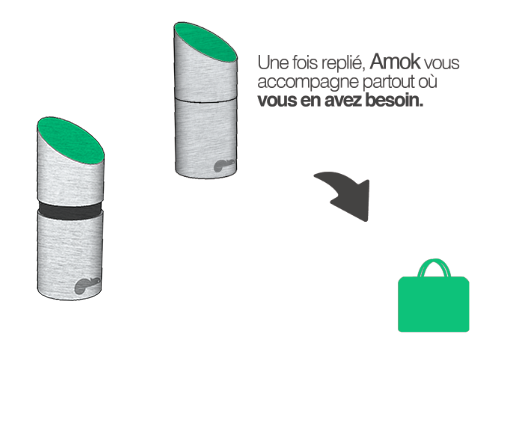 Une fois replié, Amok vous
accompagne partout où
vous en avez besoin.